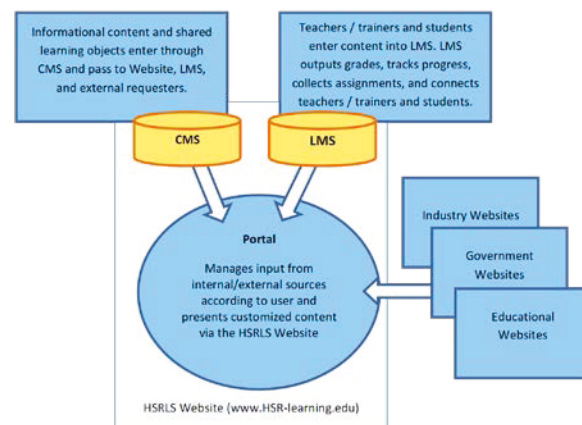 Informational content and shared
learning objects enter through
CMS and pass to Website, LMS,
and external requesters.
Teachers / trainers and students
enter content into LMS. LMS
outputs grades, tracks progress,
collects assignments, and connects
teachers / trainers and students.
CMS
LMS
Portal
Manages input from
internal/external sources
according to user and
presents customized content
via the HSRLS Website
Industry Websites
Government
Websites
Educational
Websites
HSRLS Website (www.HSR-learning.edu)